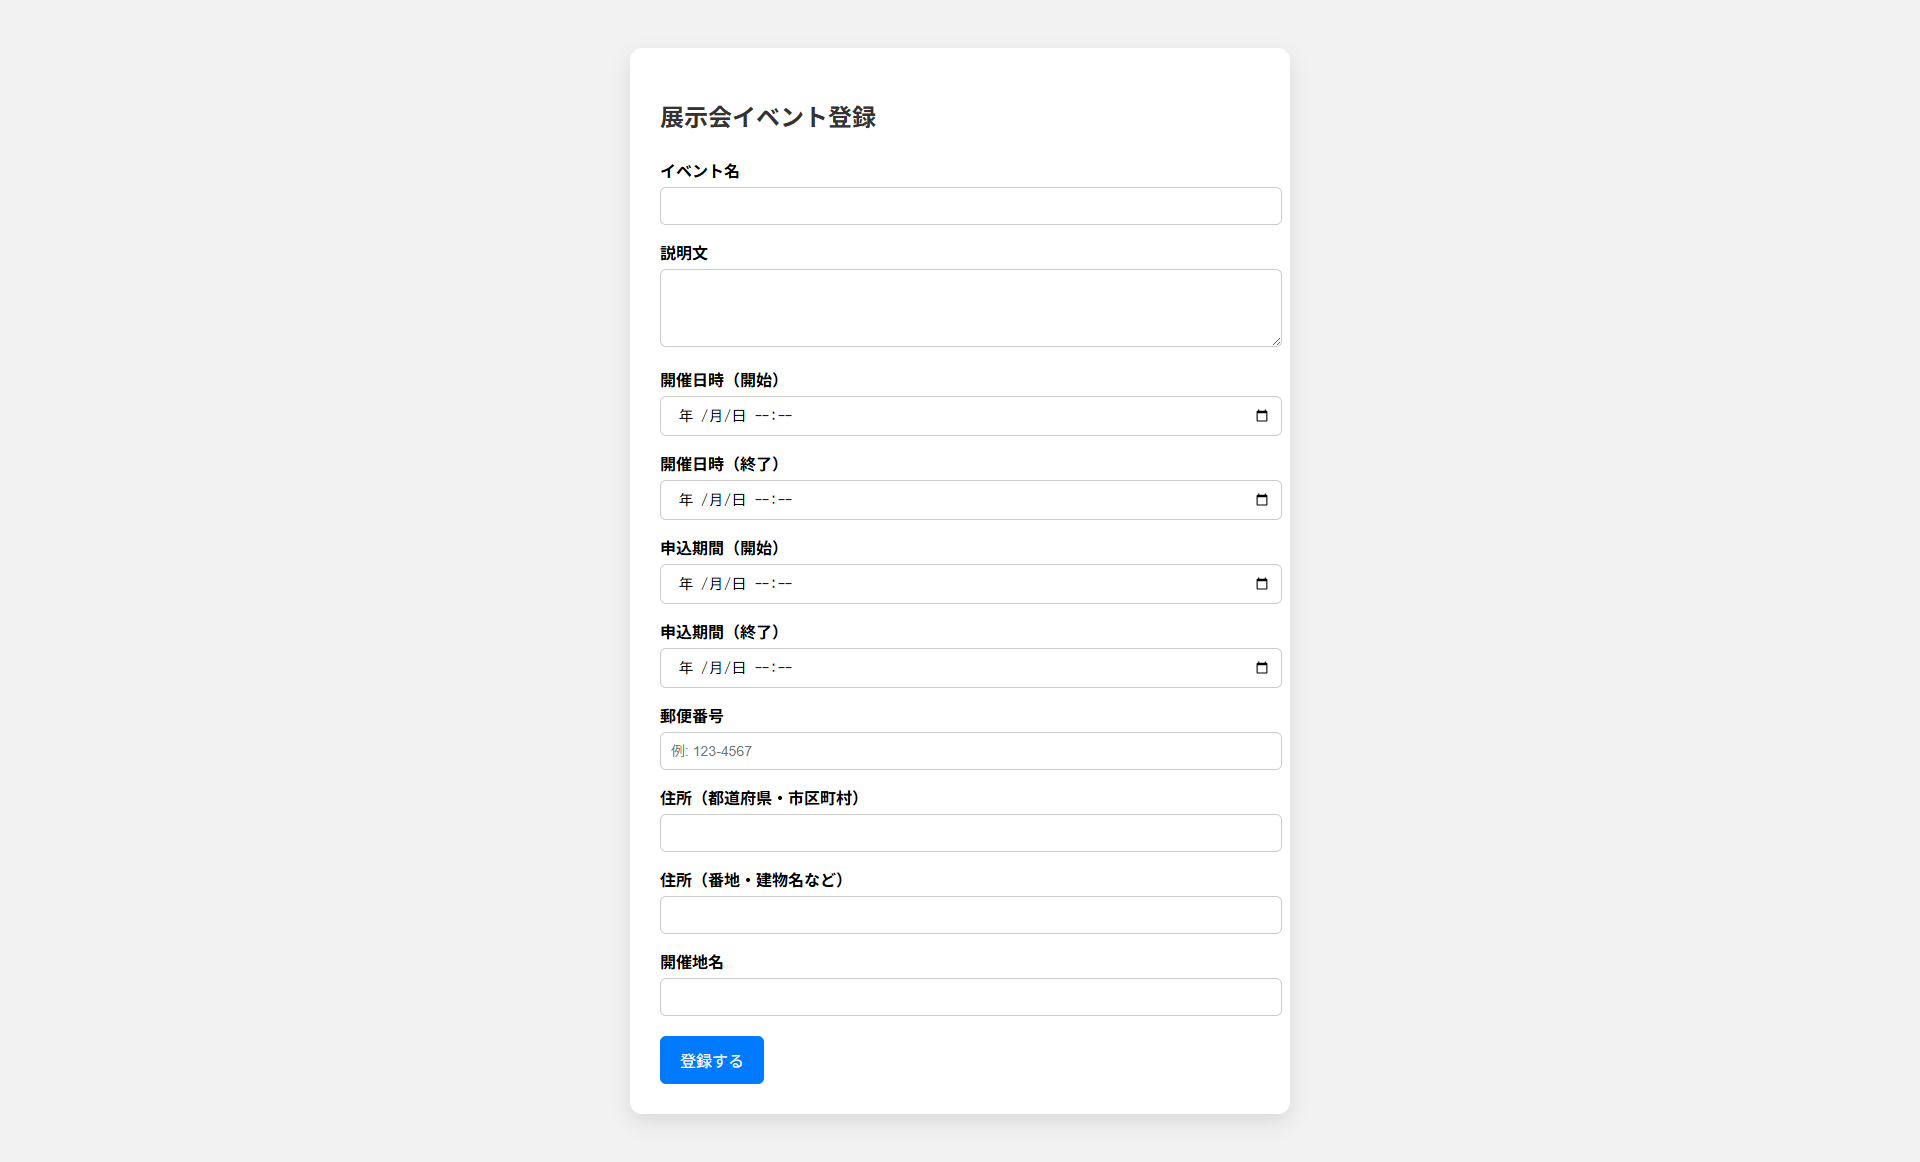 展示会イベント登録
イベント名
説明文
開催日時（開始）
年 /月/日 --:--
開催日時（終了）
年 /月/日 --:--
申込期間（開始）
年 /月/日 --:--
申込期間（終了）
年 /月/日 --:--
郵便番号
例: 123-4567
住所（都道府県・市区町村）
住所（番地・建物名など）
開催地名
登録する